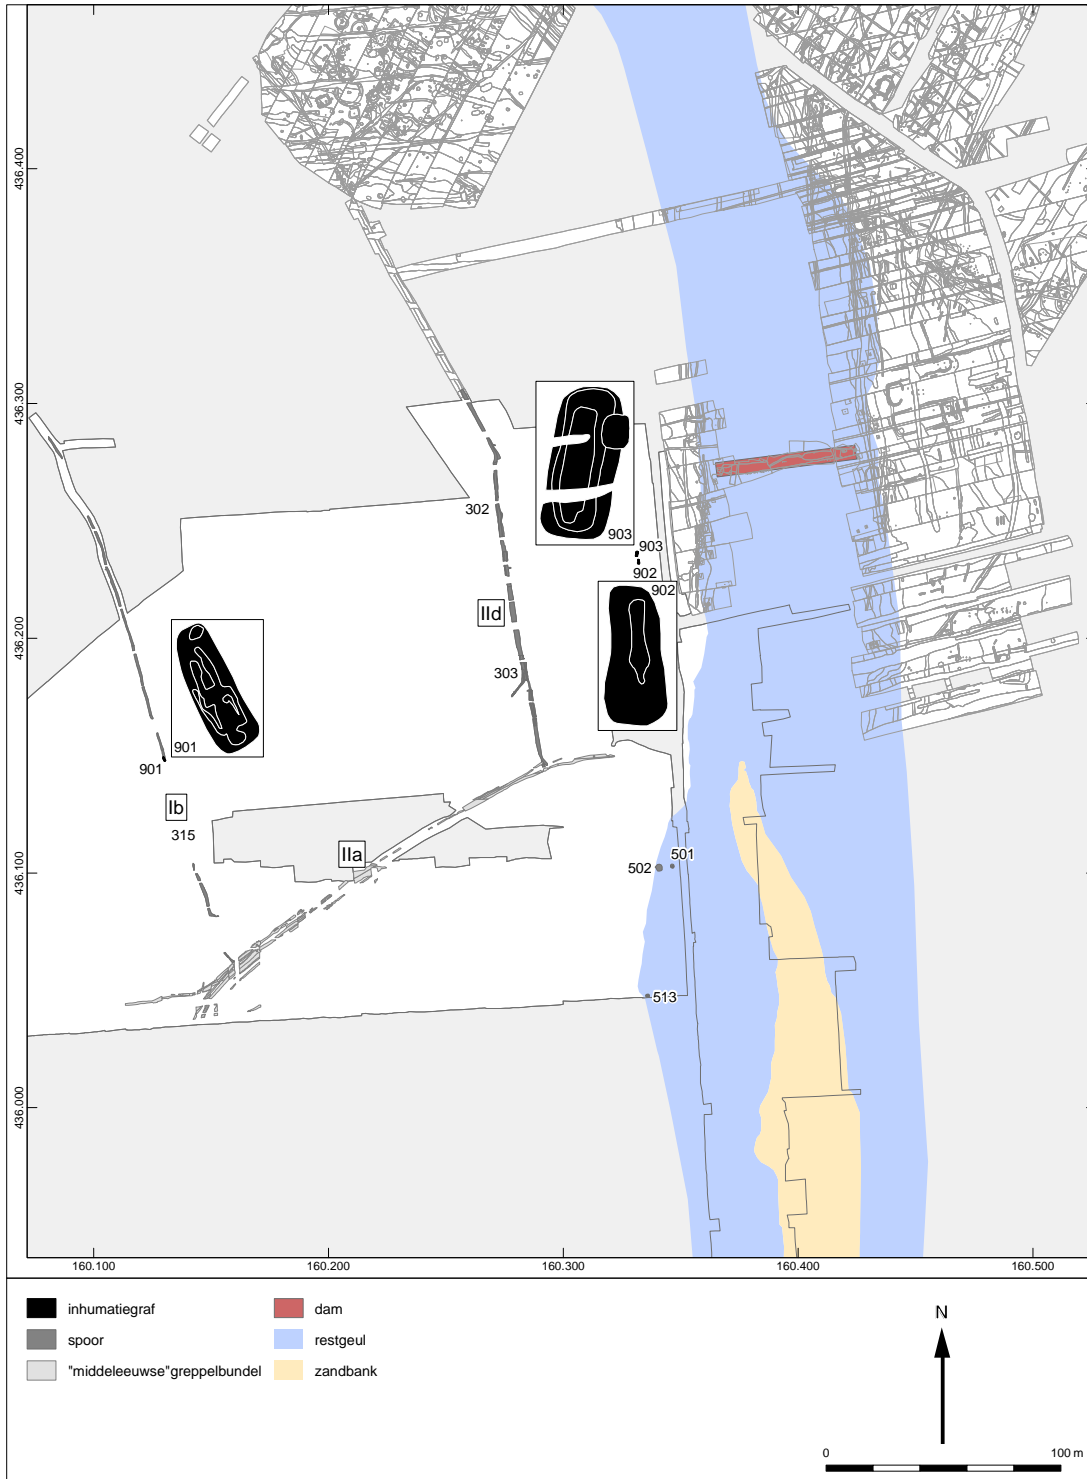 436.400
436.300
436.200
436.100
436.000
302
IId
303
903
903
902
902
901
901
Ib
315
IIa
502
501
513
160.100
160.200
160.300
160.400
160.500
inhumatiegraf
spoor
"middeleeuwse"greppelbundel
dam
restgeul
zandbank
N
0
100 m